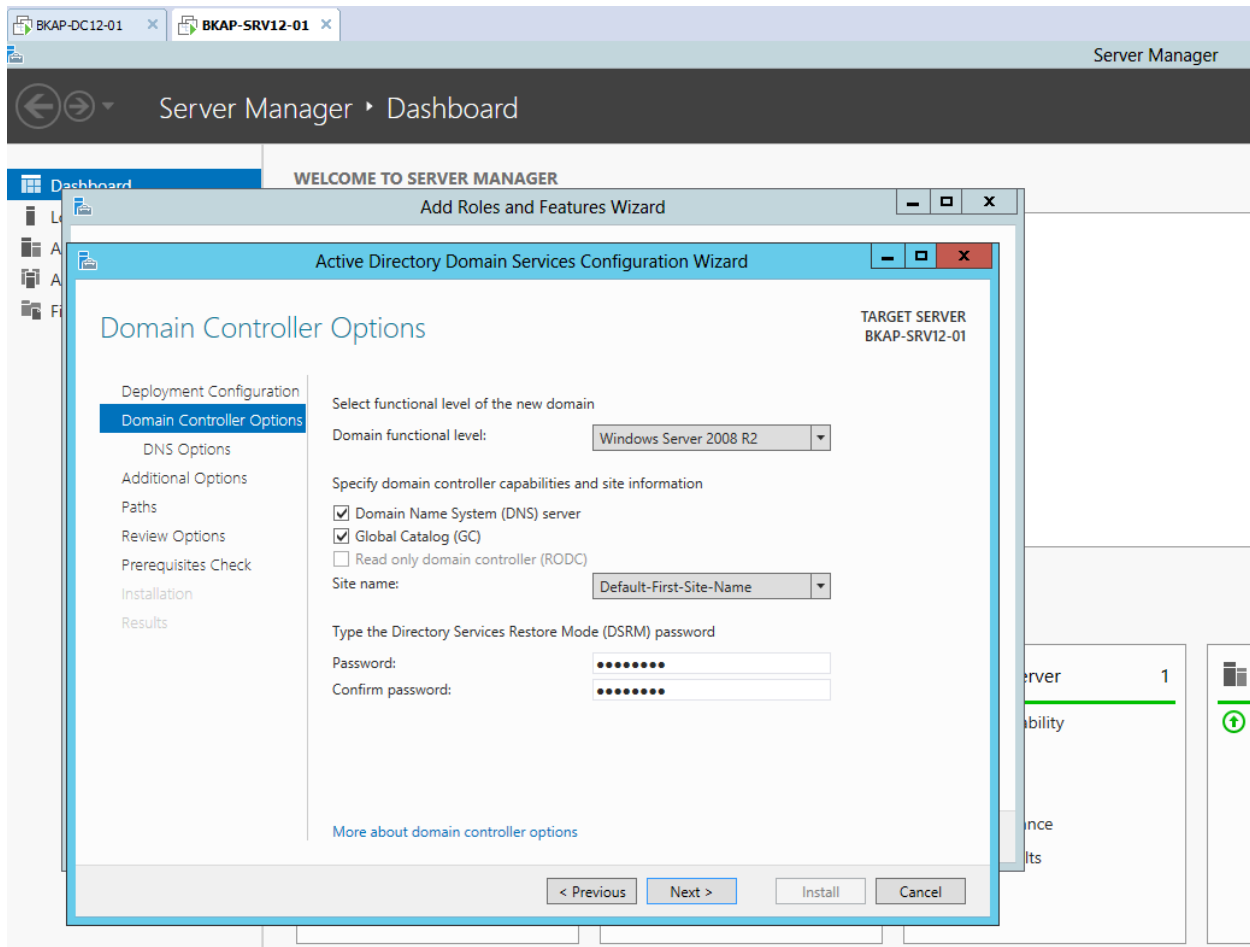 BKAP-DC12-01 × BKAP-SRV12-01 ×
Server Manager
Server Manager ‣ Dashboard
Dashboard
WELCOME TO SERVER MANAGER
Add Roles and Features Wizard
Active Directory Domain Services Configuration Wizard
Domain Controller Options
TARGET SERVER
BKAP-SRV12-01
Deployment Configuration
Domain Controller Options
DNS Options
Additional Options
Paths
Review Options
Prerequisites Check
Installation
Results
Select functional level of the new domain
Domain functional level: Windows Server 2008 R2
Specify domain controller capabilities and site information
Domain Name System (DNS) server
Global Catalog (GC)
Read only domain controller (RODC)
Site name: Default-First-Site-Name
Type the Directory Services Restore Mode (DSRM) password
Password: ●●●●●●●●
Confirm password: ●●●●●●●●
More about domain controller options
< Previous Next > Install Cancel
1